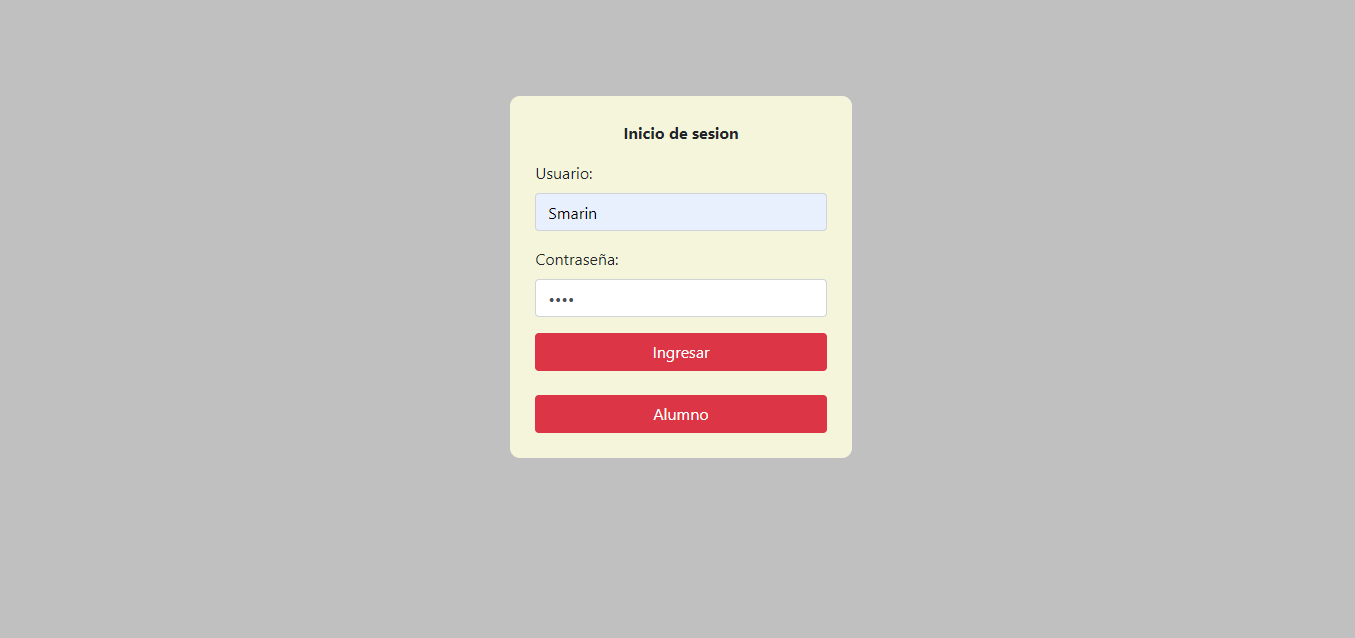 Inicio de sesion
Usuario:
Smarin
Contraseña:
••••
Ingresar
Alumno